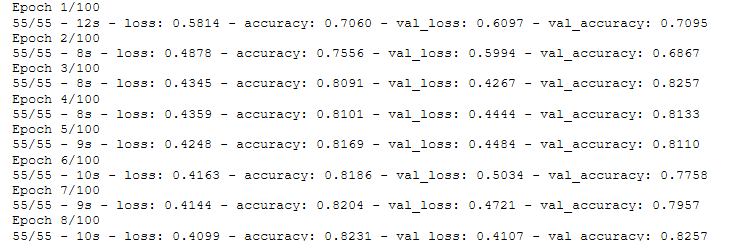 Epoch 1/100
55/55 - 12s - loss: 0.5814 - accuracy: 0.7060 - val_loss: 0.6097 - val_accuracy: 0.7095
Epoch 2/100
55/55 - 8s - loss: 0.4878 - accuracy: 0.7556 - val_loss: 0.5994 - val_accuracy: 0.6867
Epoch 3/100
55/55 - 8s - loss: 0.4345 - accuracy: 0.8091 - val_loss: 0.4267 - val_accuracy: 0.8257
Epoch 4/100
55/55 - 8s - loss: 0.4359 - accuracy: 0.8101 - val_loss: 0.4444 - val_accuracy: 0.8133
Epoch 5/100
55/55 - 9s - loss: 0.4248 - accuracy: 0.8169 - val_loss: 0.4484 - val_accuracy: 0.8110
Epoch 6/100
55/55 - 10s - loss: 0.4163 - accuracy: 0.8186 - val_loss: 0.5034 - val_accuracy: 0.7758
Epoch 7/100
55/55 - 9s - loss: 0.4144 - accuracy: 0.8204 - val_loss: 0.4721 - val_accuracy: 0.7957
Epoch 8/100
55/55 - 10s - loss: 0.4099 - accuracy: 0.8231 - val_loss: 0.4107 - val_accuracy: 0.8257